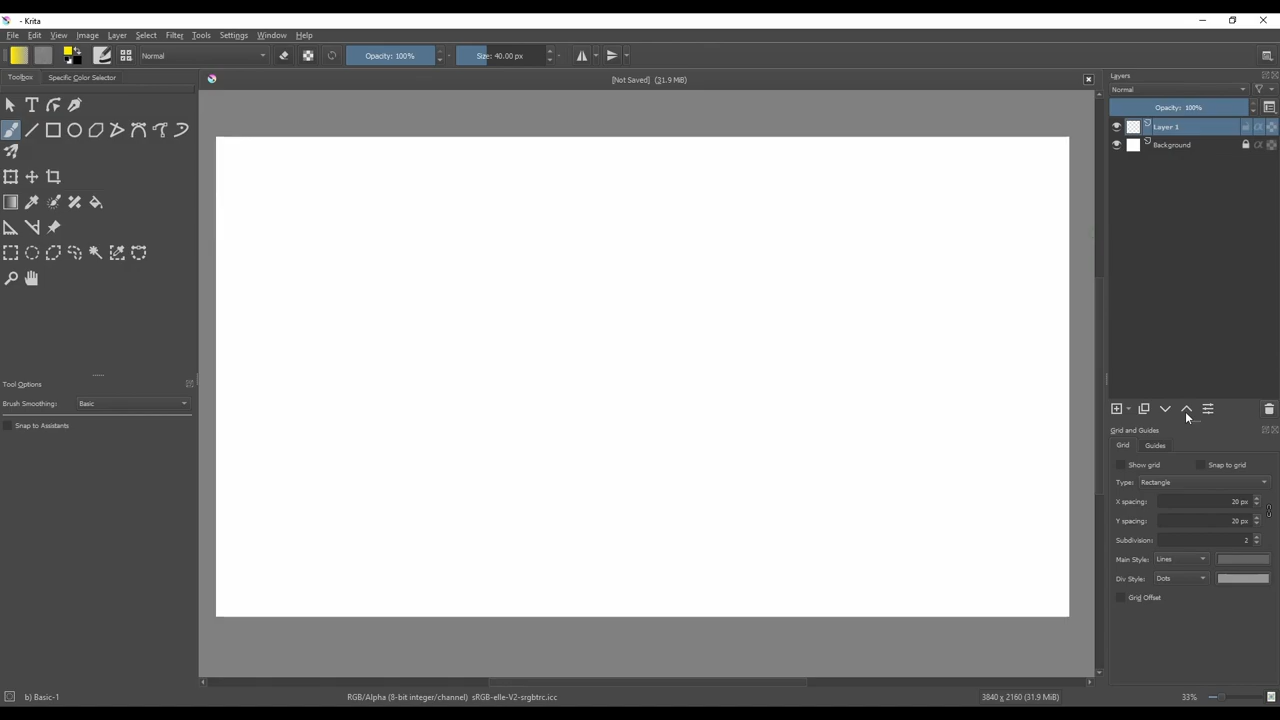 - Krita
File Edit View Image Layer Select Filter Tools Settings Window Help
Normal Opacity: 100% Size: 40.00 px
Toolbox Specific Color Selector
[Not Saved] (31.9 MiB)
Layers
Normal
Opacity: 100%
Layer 1
Background
Tool Options
Brush Smoothing: Basic
Snap to Assistants
Grid and Guides
Grid Guides
Show grid Snap to grid
Type: Rectangle
X spacing: 20 px
Y spacing: 20 px
Subdivision: 2
Main Style: Lines
Div Style: Dots
Grid Offset
b) Basic-1 RGB/Alpha (8-bit integer/channel) sRGB-elle-V2-srgbtrc.icc 3840 x 2160 (31.9 MiB) 33%